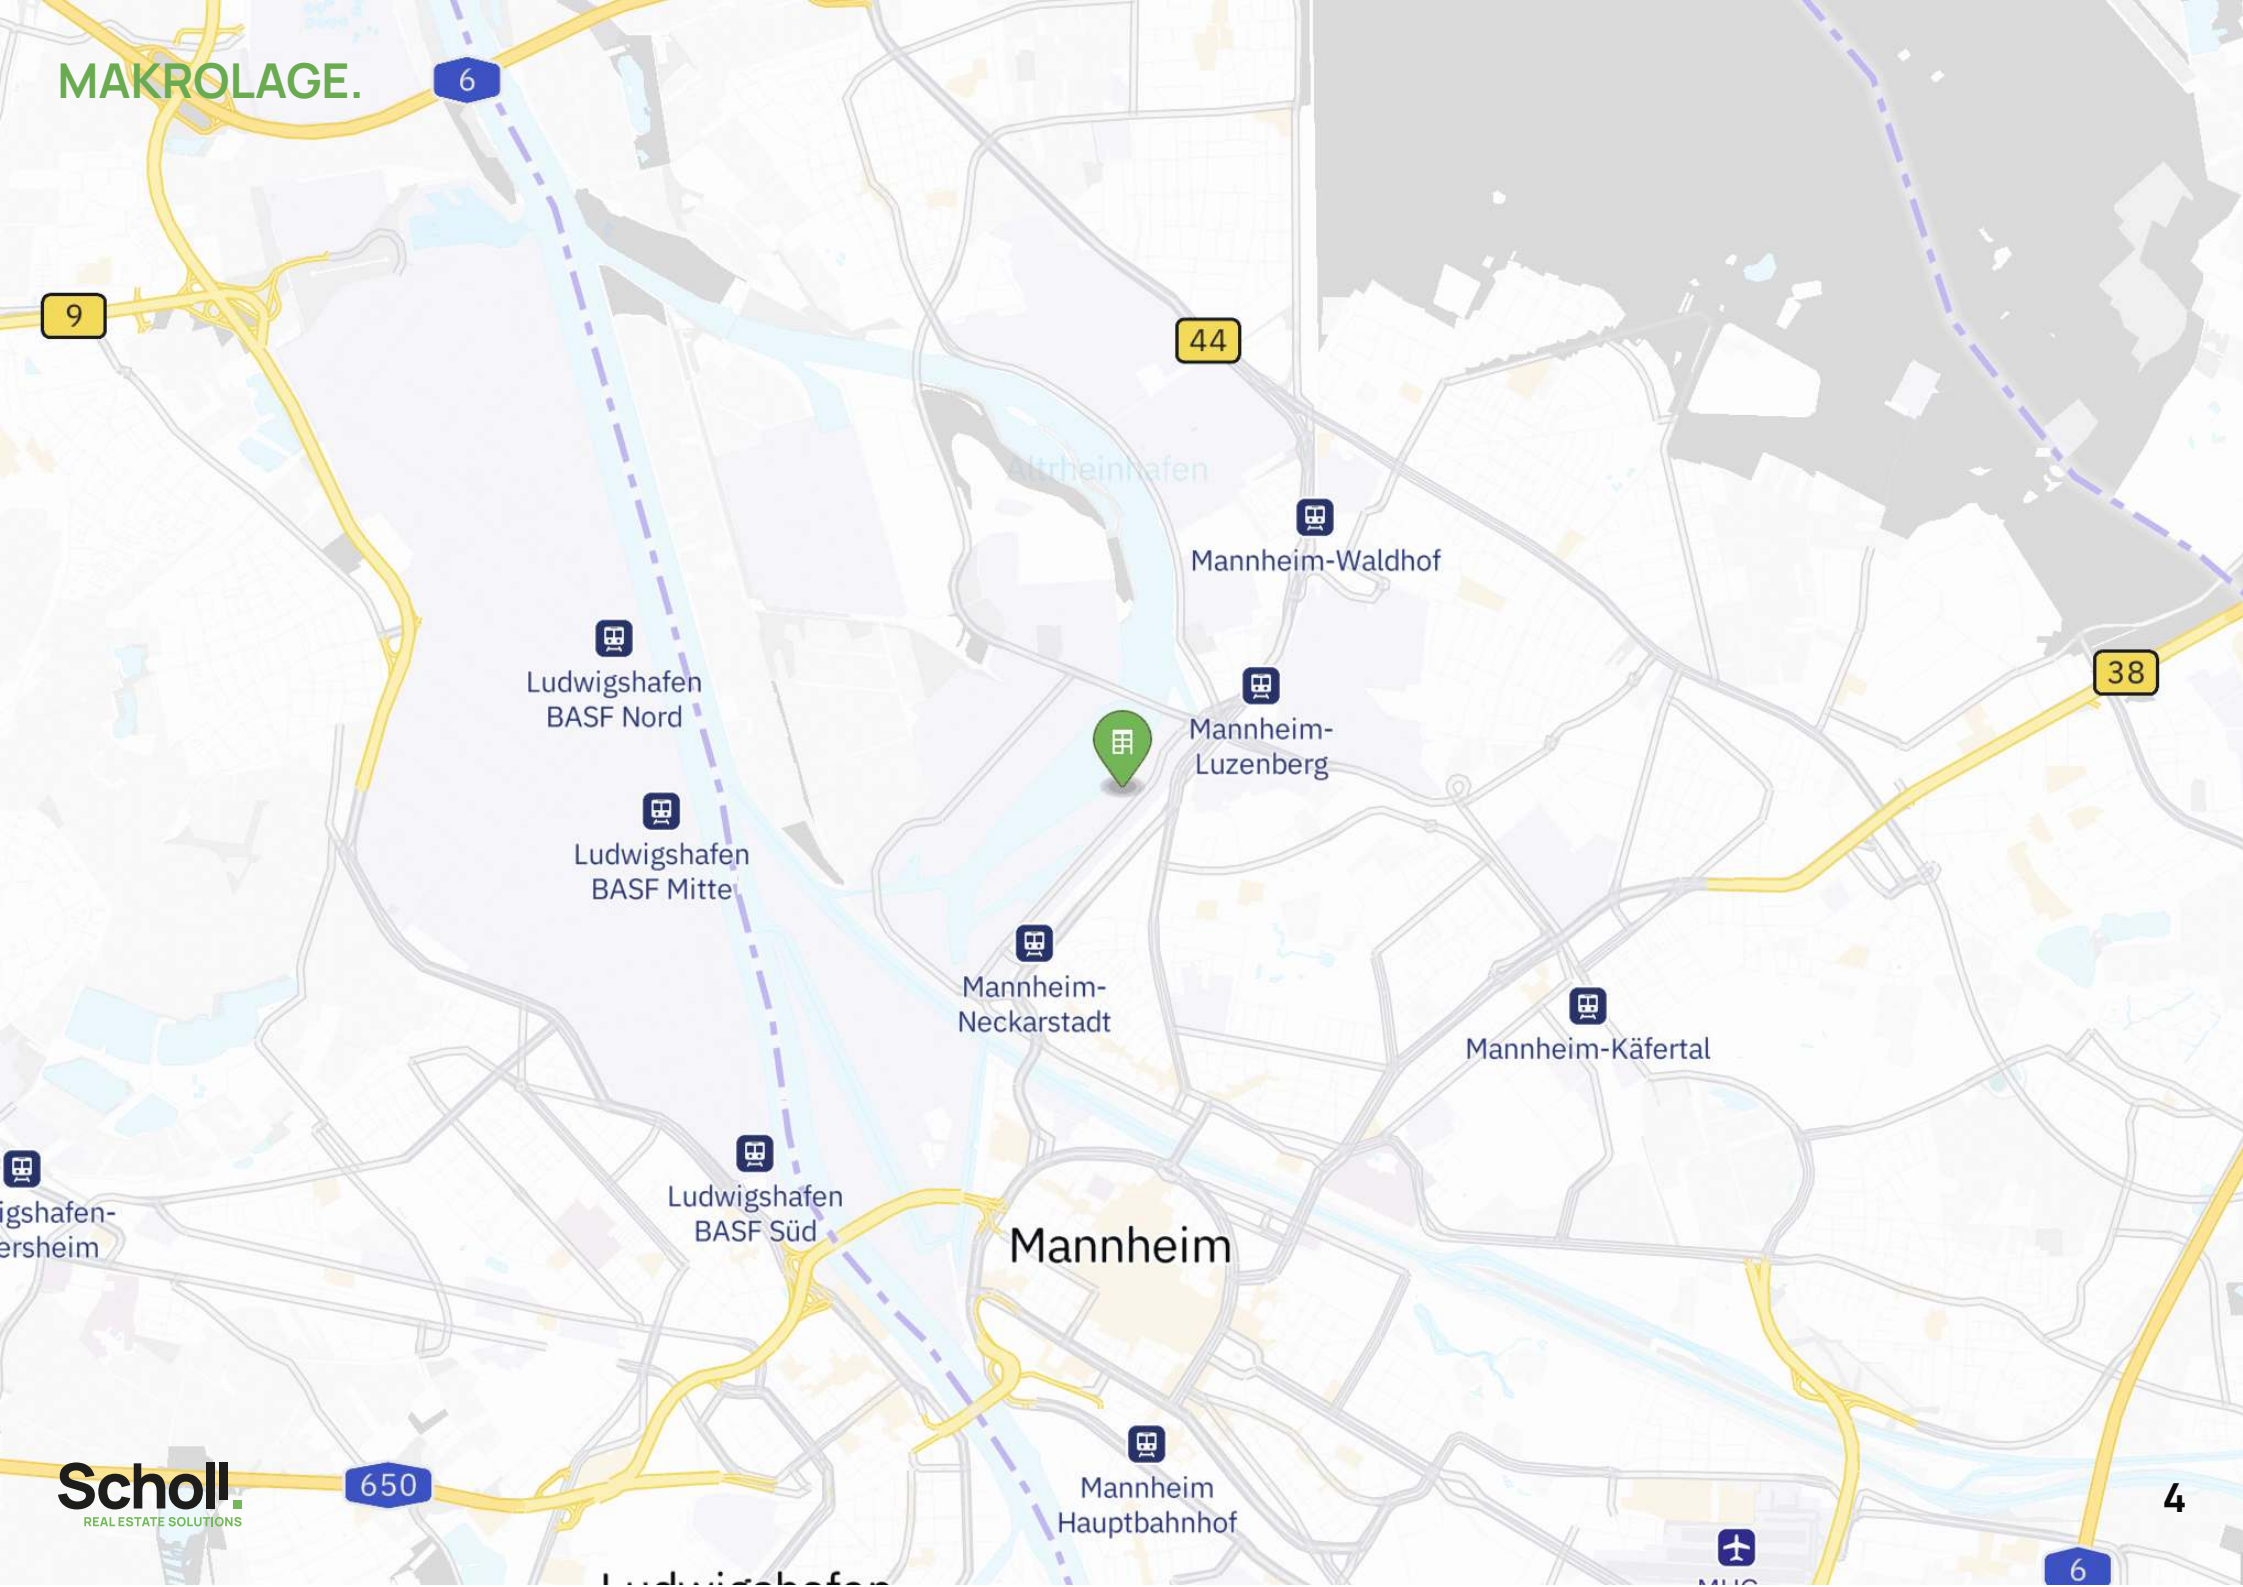 MAKROLAGE.
6
9
44
Altrheinhafen
Mannheim-Waldhof
Ludwigshafen
BASF Nord
38
Mannheim-
Luzenberg
Ludwigshafen
BASF Mitte
Mannheim-
Neckarstadt
Mannheim-Käfertal
igshafen-
ersheim
Ludwigshafen
BASF Süd
Mannheim
650
Scholl.
REAL ESTATE SOLUTIONS
Mannheim
Hauptbahnhof
4
6
Ludwigshafen